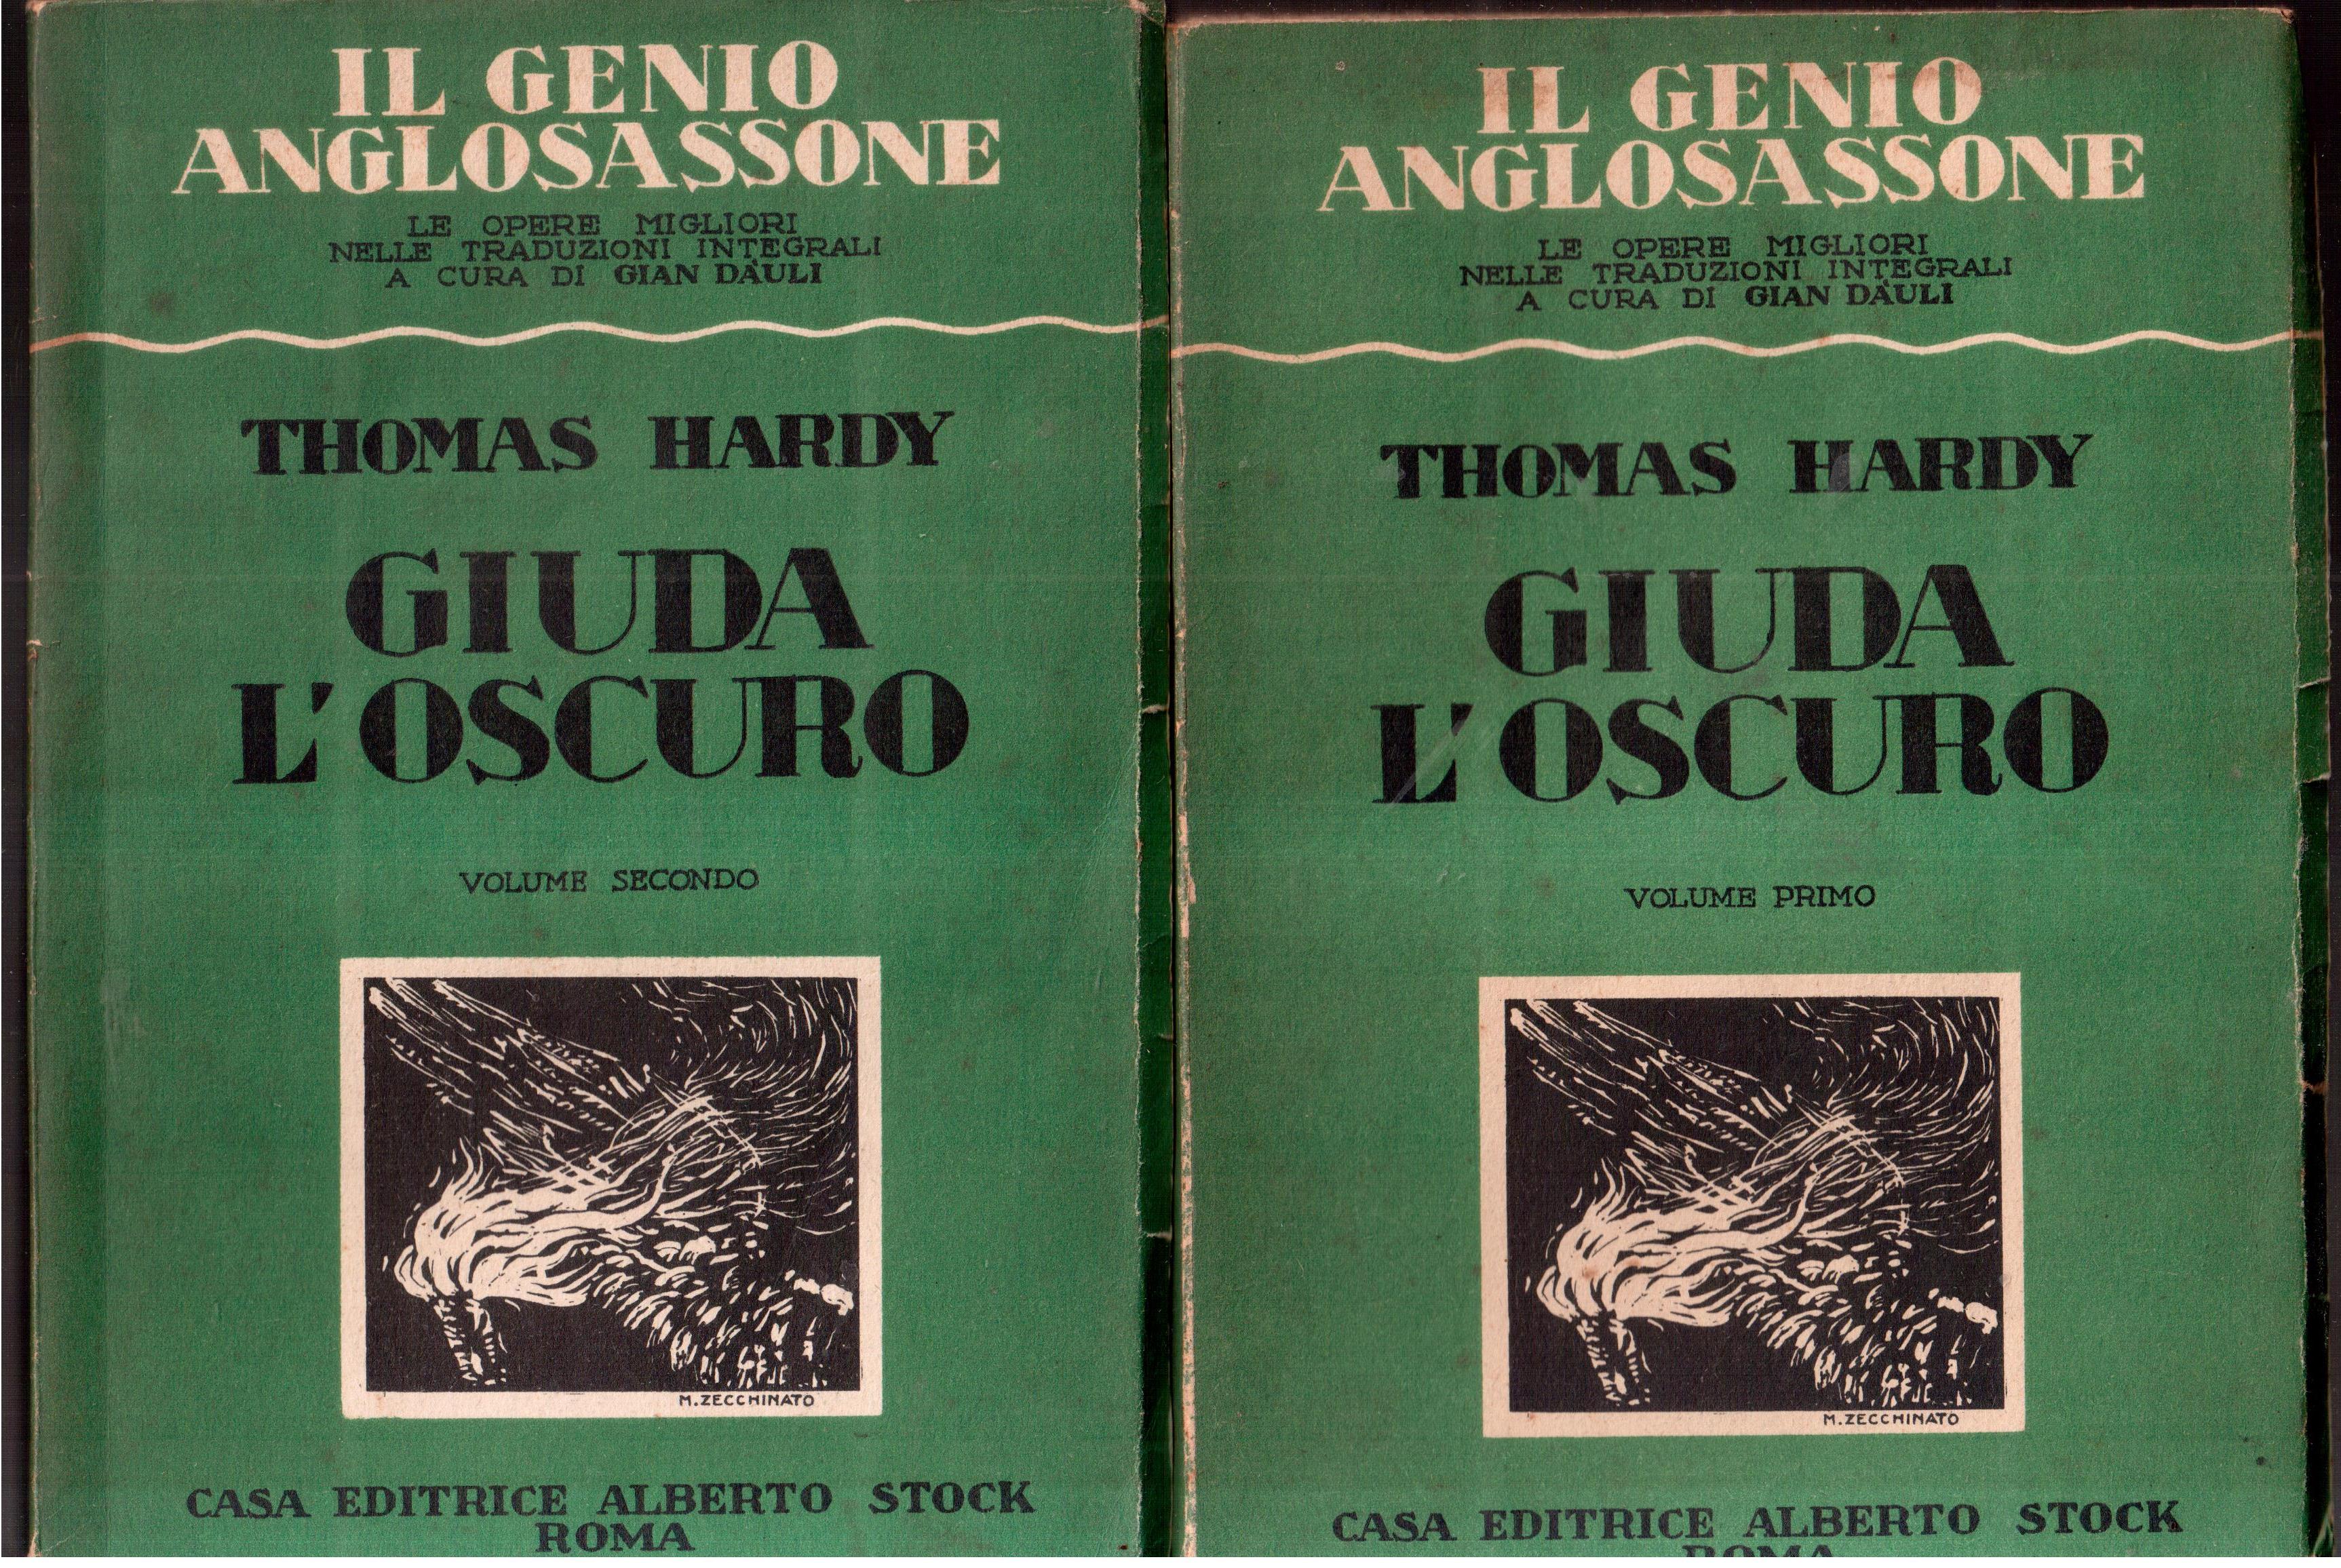 IL GENIO
ANGLOSASSONE
LE OPERE MIGLIORI
NELLE TRADUZIONI INTEGRALI
A CURA DI GIAN DÀULI
THOMAS HARDY
GIUDA
L'OSCURO
VOLUME SECONDO
M. ZECCHINATO
CASA EDITRICE ALBERTO STOCK
ROMA
IL GENIO
ANGLOSASSONE
LE OPERE MIGLIORI
NELLE TRADUZIONI INTEGRALI
A CURA DI GIAN DÀULI
THOMAS HARDY
GIUDA
L'OSCURO
VOLUME PRIMO
M. ZECCHINATO
CASA EDITRICE ALBERTO STOCK
ROMA